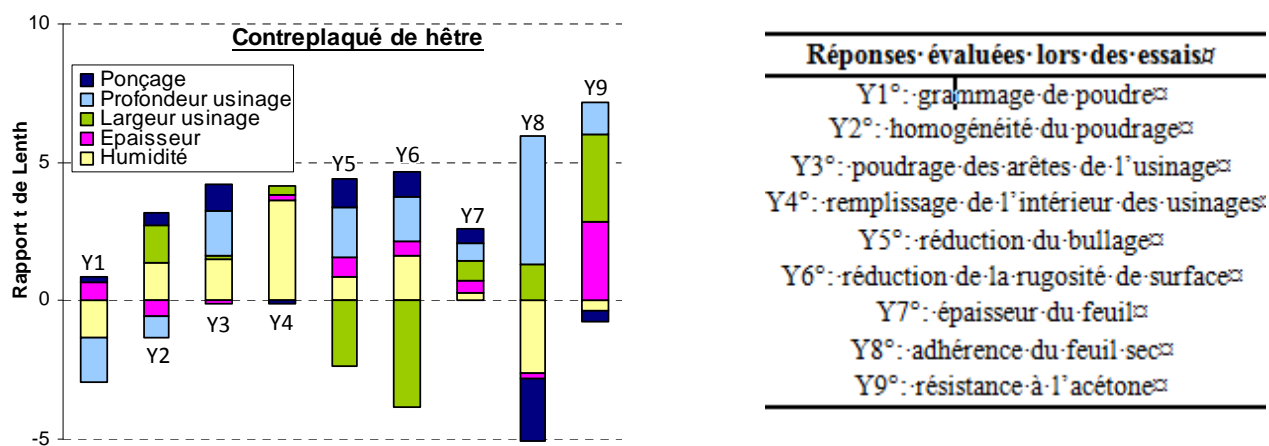 10
Contreplaqué de hêtre
Ponçage
Profondeur usinage
Largeur usinage
Epaisseur
Humidité
Rapport t de Lenth
5
0
-5
Y1
Y2
Y3
Y4
Y5
Y6
Y7
Y8
Y9
Réponses·évaluées·lors·des·essais¤
Y1°:·grammage·de·poudre¤
Y2°:·homogénéité·du·poudrage¤
Y3°:·poudrage·des·arêtes·de·l’usinage¤
Y4°:·remplissage·de·l’intérieur·des·usinages¤
Y5°:·réduction·du·bullage¤
Y6°:·réduction·de·la·rugosité·de·surface¤
Y7°:·épaisseur·du·feuil¤
Y8°:·adhérence·du·feuil·sec¤
Y9°:·résistance·à·l’acétone¤